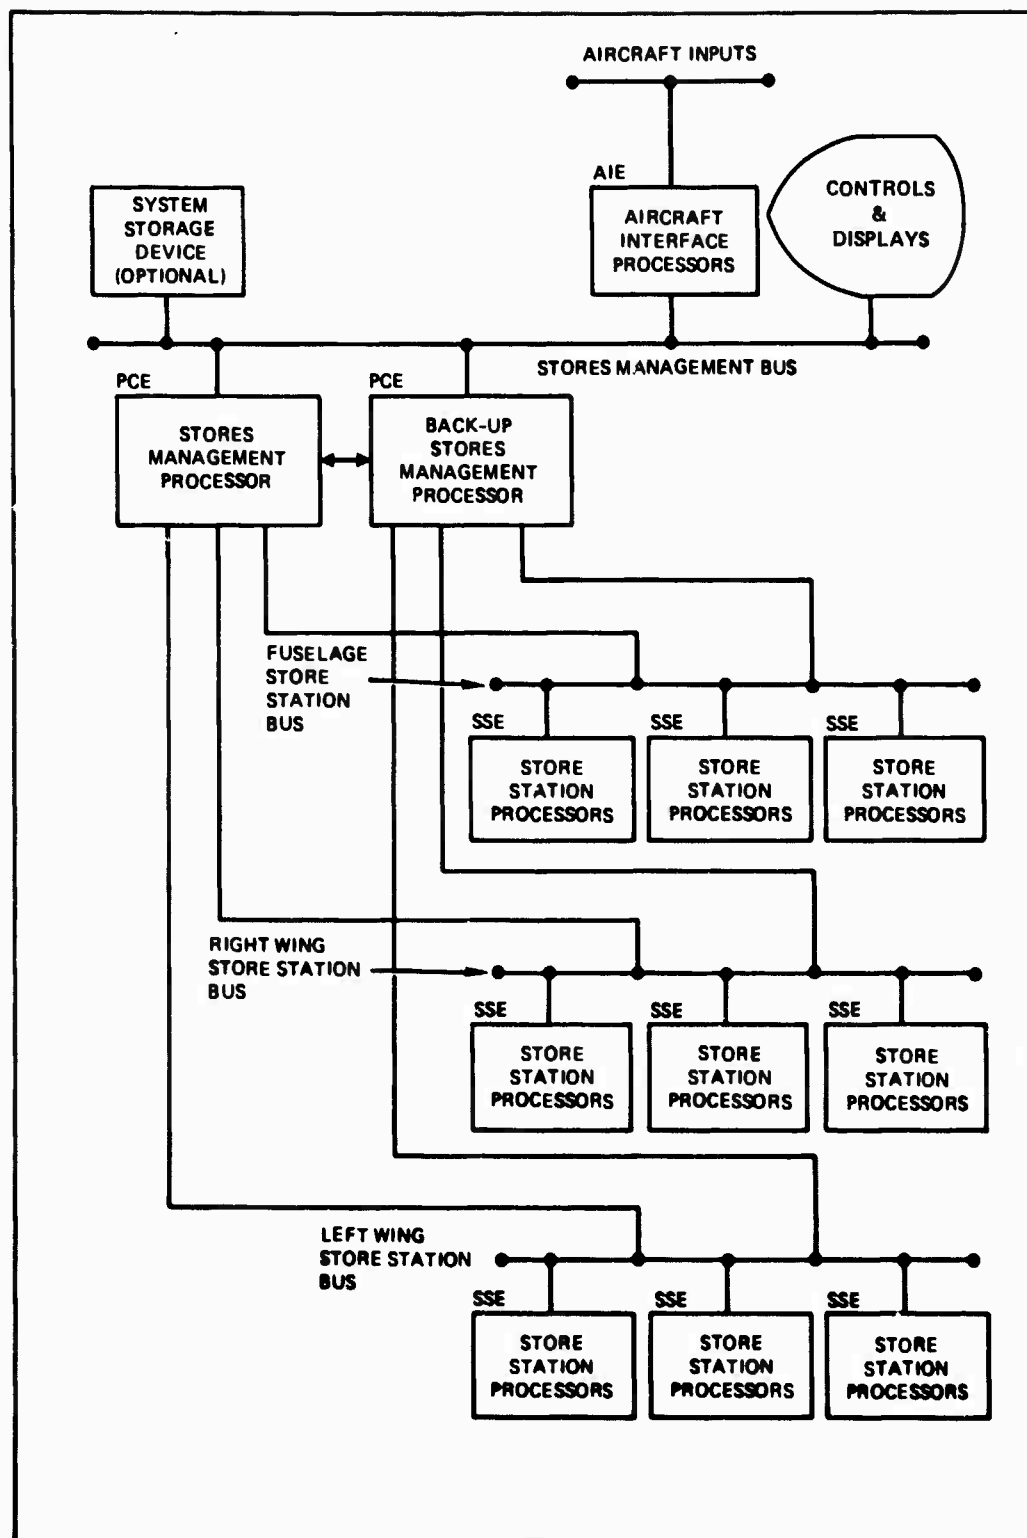 AIRCRAFT INPUTS
AIE
SYSTEM
STORAGE
DEVICE
(OPTIONAL)
AIRCRAFT
INTERFACE
PROCESSORS
CONTROLS
&
DISPLAYS
STORES MANAGEMENT BUS
PCE
STORES
MANAGEMENT
PROCESSOR
PCE
BACK-UP
STORES
MANAGEMENT
PROCESSOR
FUSELAGE
STORE
STATION
BUS
SSE
STORE
STATION
PROCESSORS
SSE
STORE
STATION
PROCESSORS
SSE
STORE
STATION
PROCESSORS
RIGHT WING
STORE STATION
BUS
SSE
STORE
STATION
PROCESSORS
SSE
STORE
STATION
PROCESSORS
SSE
STORE
STATION
PROCESSORS
LEFT WING
STORE STATION
BUS
SSE
STORE
STATION
PROCESSORS
SSE
STORE
STATION
PROCESSORS
SSE
STORE
STATION
PROCESSORS